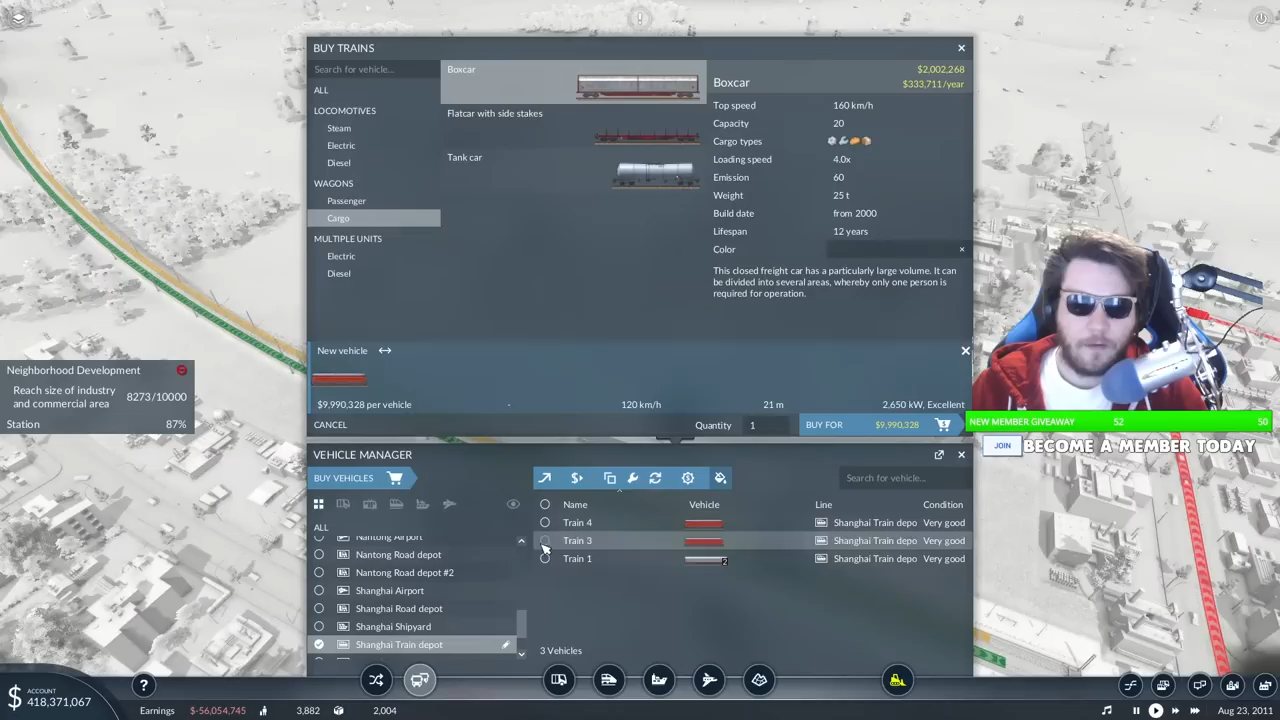 BUY TRAINS
Search for vehicle...
ALL
LOCOMOTIVES
Steam
Electric
Diesel
WAGONS
Passenger
Cargo
MULTIPLE UNITS
Electric
Diesel
Boxcar
Flatcar with side stakes
Tank car
$2,002,268
Boxcar
$333,711/year
Top speed 160 km/h
Capacity 20
Cargo types
Loading speed 4.0x
Emission 60
Weight 25 t
Build date from 2000
Lifespan 12 years
Color
This closed freight car has a particularly large volume. It can
be divided into several areas, whereby only one person is
required for operation.
New vehicle
$9,990,328 per vehicle - 120 km/h 21 m 2,650 kW, Excellent
CANCEL Quantity 1 BUY FOR $9,990,328
Neighborhood Development
Reach size of industry
and commercial area 8273/10000
Station 87%
NEW MEMBER GIVEAWAY 52 50
JOIN BECOME A MEMBER TODAY
VEHICLE MANAGER
BUY VEHICLES
Search for vehicle...
ALL
Nantong Airport
Nantong Road depot
Nantong Road depot #2
Shanghai Airport
Shanghai Road depot
Shanghai Shipyard
Shanghai Train depot
Name Vehicle Line Condition
Train 4 Shanghai Train depo Very good
Train 3 Shanghai Train depo Very good
Train 1 2 Shanghai Train depo Very good
3 Vehicles
$ ACCOUNT
418,371,067
?
Earnings $-56,054,745 3,882 2,004
Aug 23, 2011